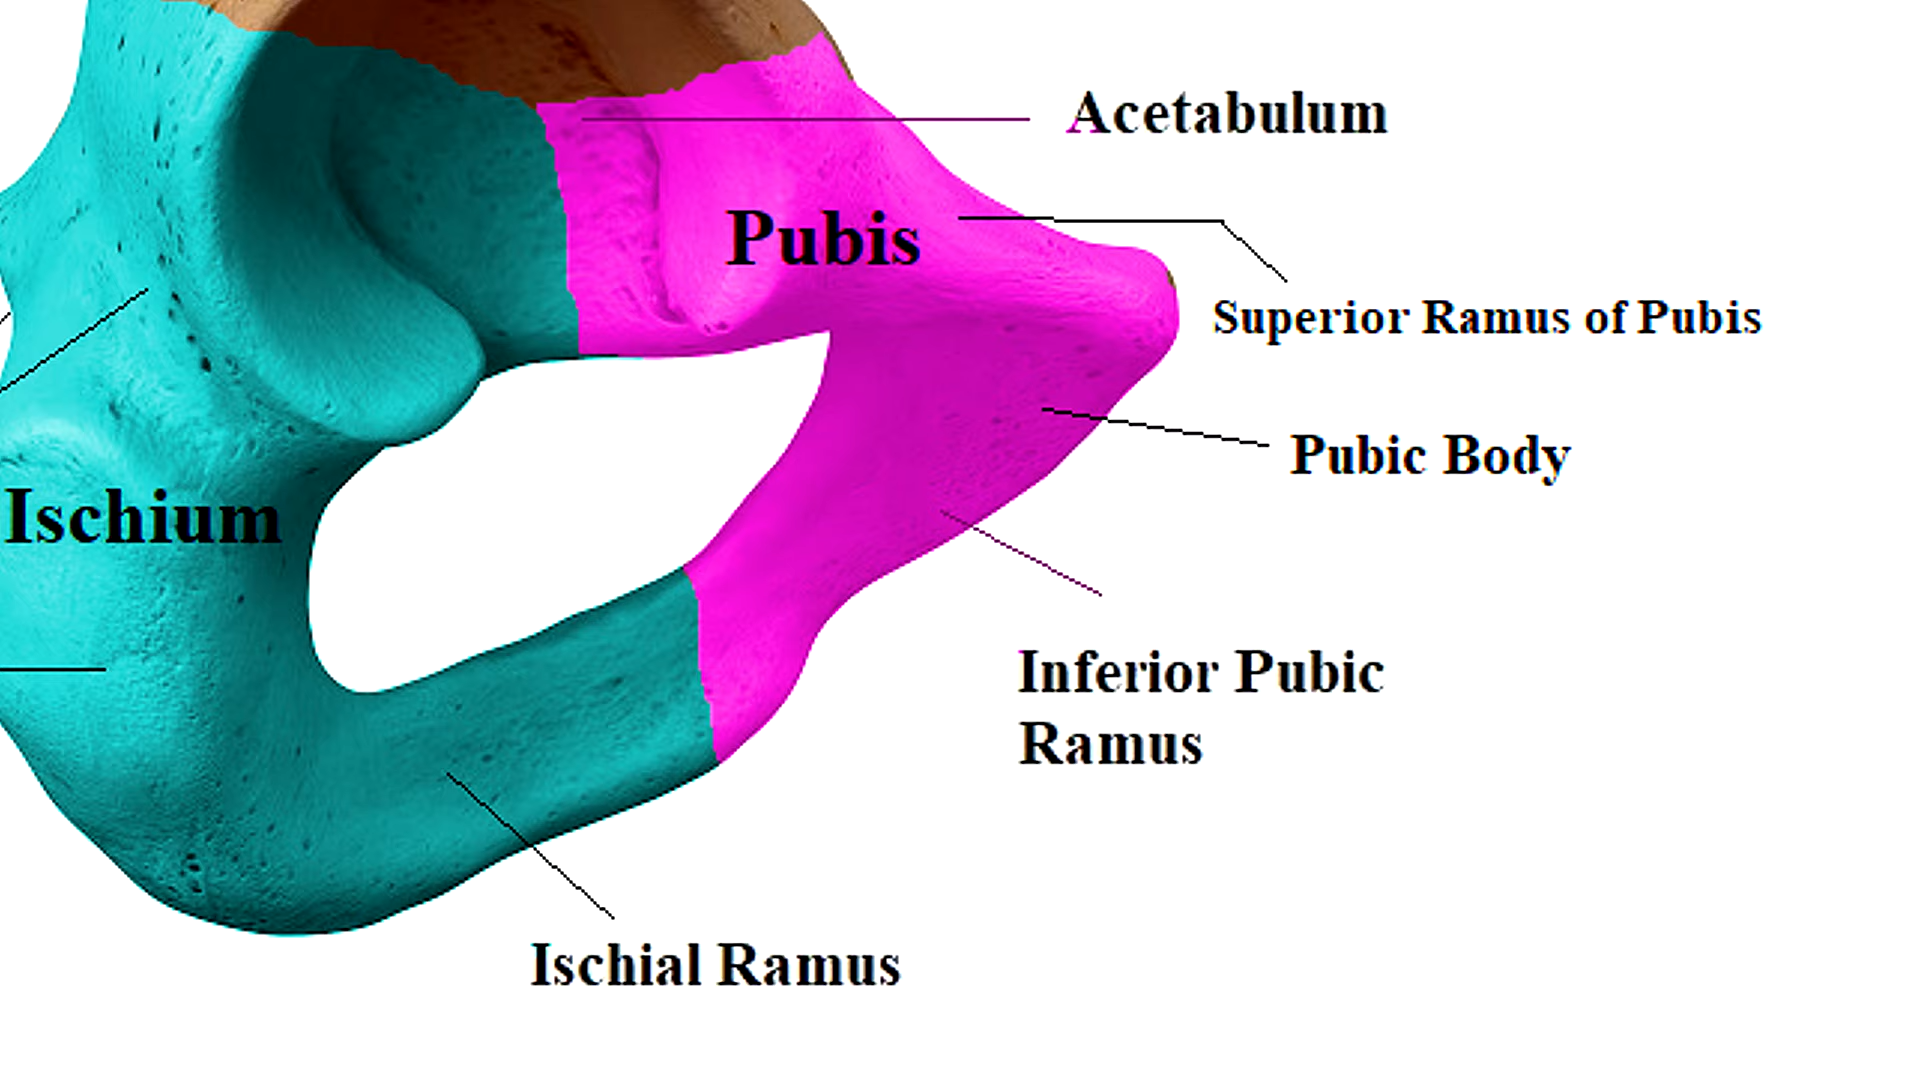 Acetabulum
Pubis
Superior Ramus of Pubis
Pubic Body
Ischium
Inferior Pubic
Ramus
Ischial Ramus